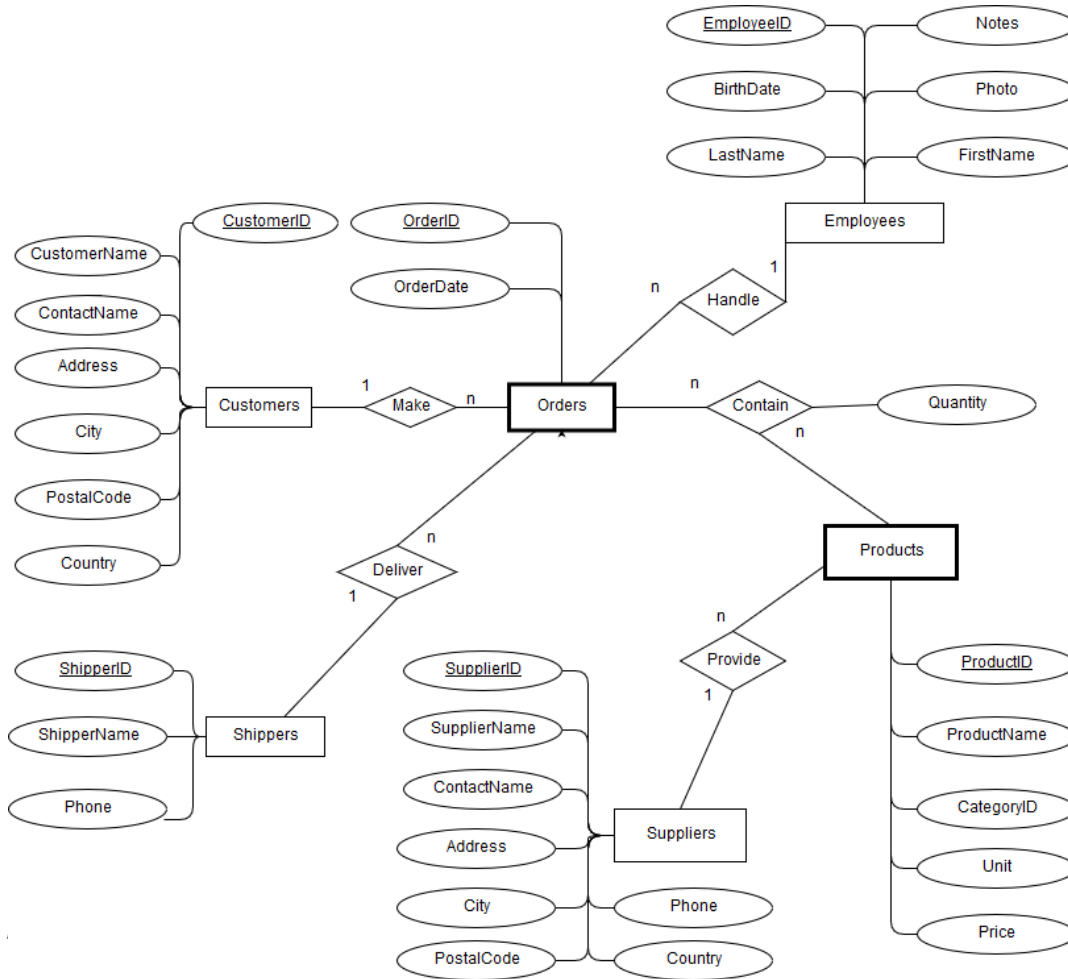 EmployeeID
Notes
BirthDate
Photo
LastName
FirstName
Employees
CustomerID
OrderID
CustomerName
OrderDate
ContactName
Address
City
PostalCode
Country
Customers
1
Make
n
Orders
n
Handle
1
n
Contain
n
Quantity
n
Deliver
1
Products
ShipperID
ShipperName
Phone
Shippers
n
Provide
1
SupplierID
SupplierName
ContactName
Address
City
PostalCode
Suppliers
Phone
Country
ProductID
ProductName
CategoryID
Unit
Price